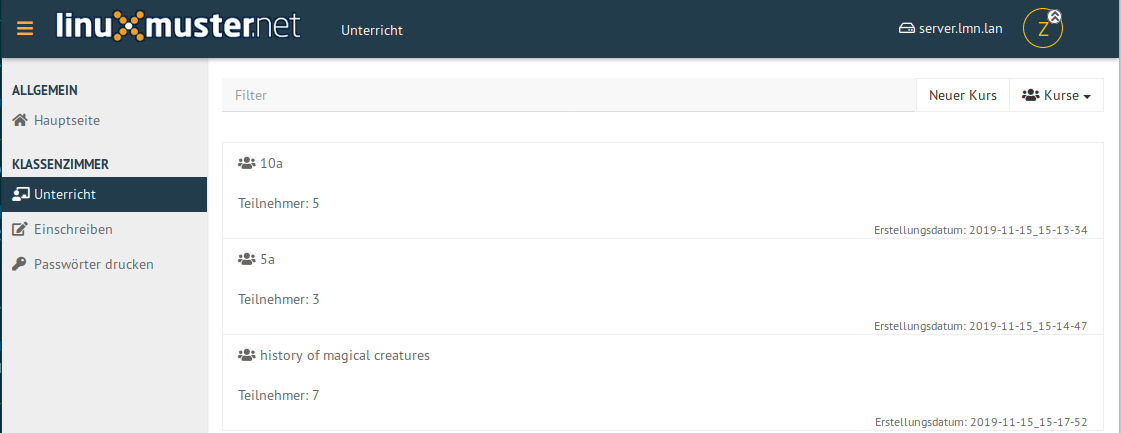 linuxmuster.net
Unterricht
server.lmn.lan
Z
ALLGEMEIN
Hauptseite
KLASSENZIMMER
Unterricht
Einschreiben
Passwörter drucken
Filter
Neuer Kurs
Kurse
10a
Teilnehmer: 5
Erstellungsdatum: 2019-11-15_15-13-34
5a
Teilnehmer: 3
Erstellungsdatum: 2019-11-15_15-14-47
history of magical creatures
Teilnehmer: 7
Erstellungsdatum: 2019-11-15_15-17-52